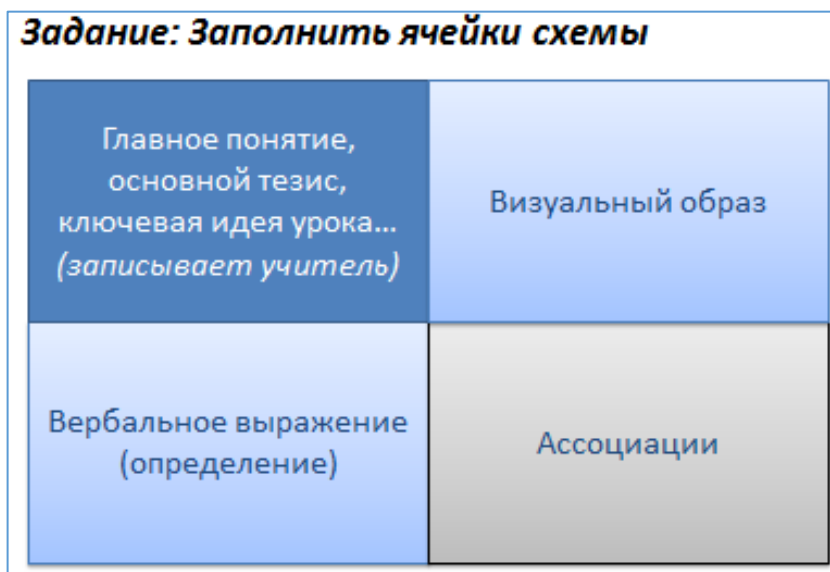 Задание: Заполнить ячейки схемы
Главное понятие,
основной тезис,
ключевая идея урока...
(записывает учитель)
Визуальный образ
Вербальное выражение
(определение)
Ассоциации